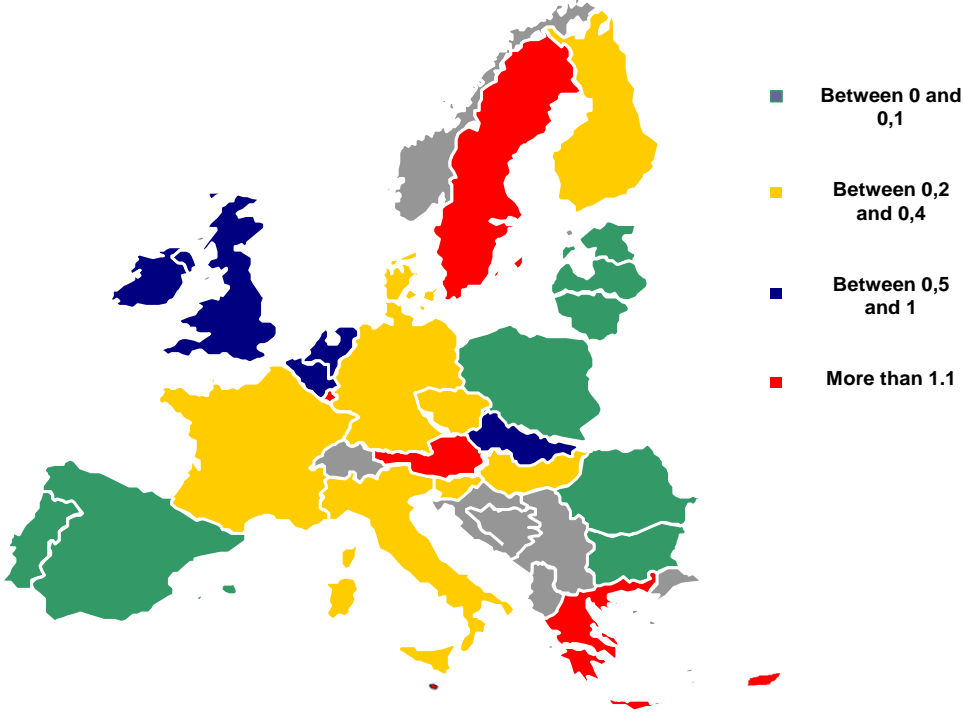 Between 0 and
0,1
Between 0,2
and 0,4
Between 0,5
and 1
More than 1.1